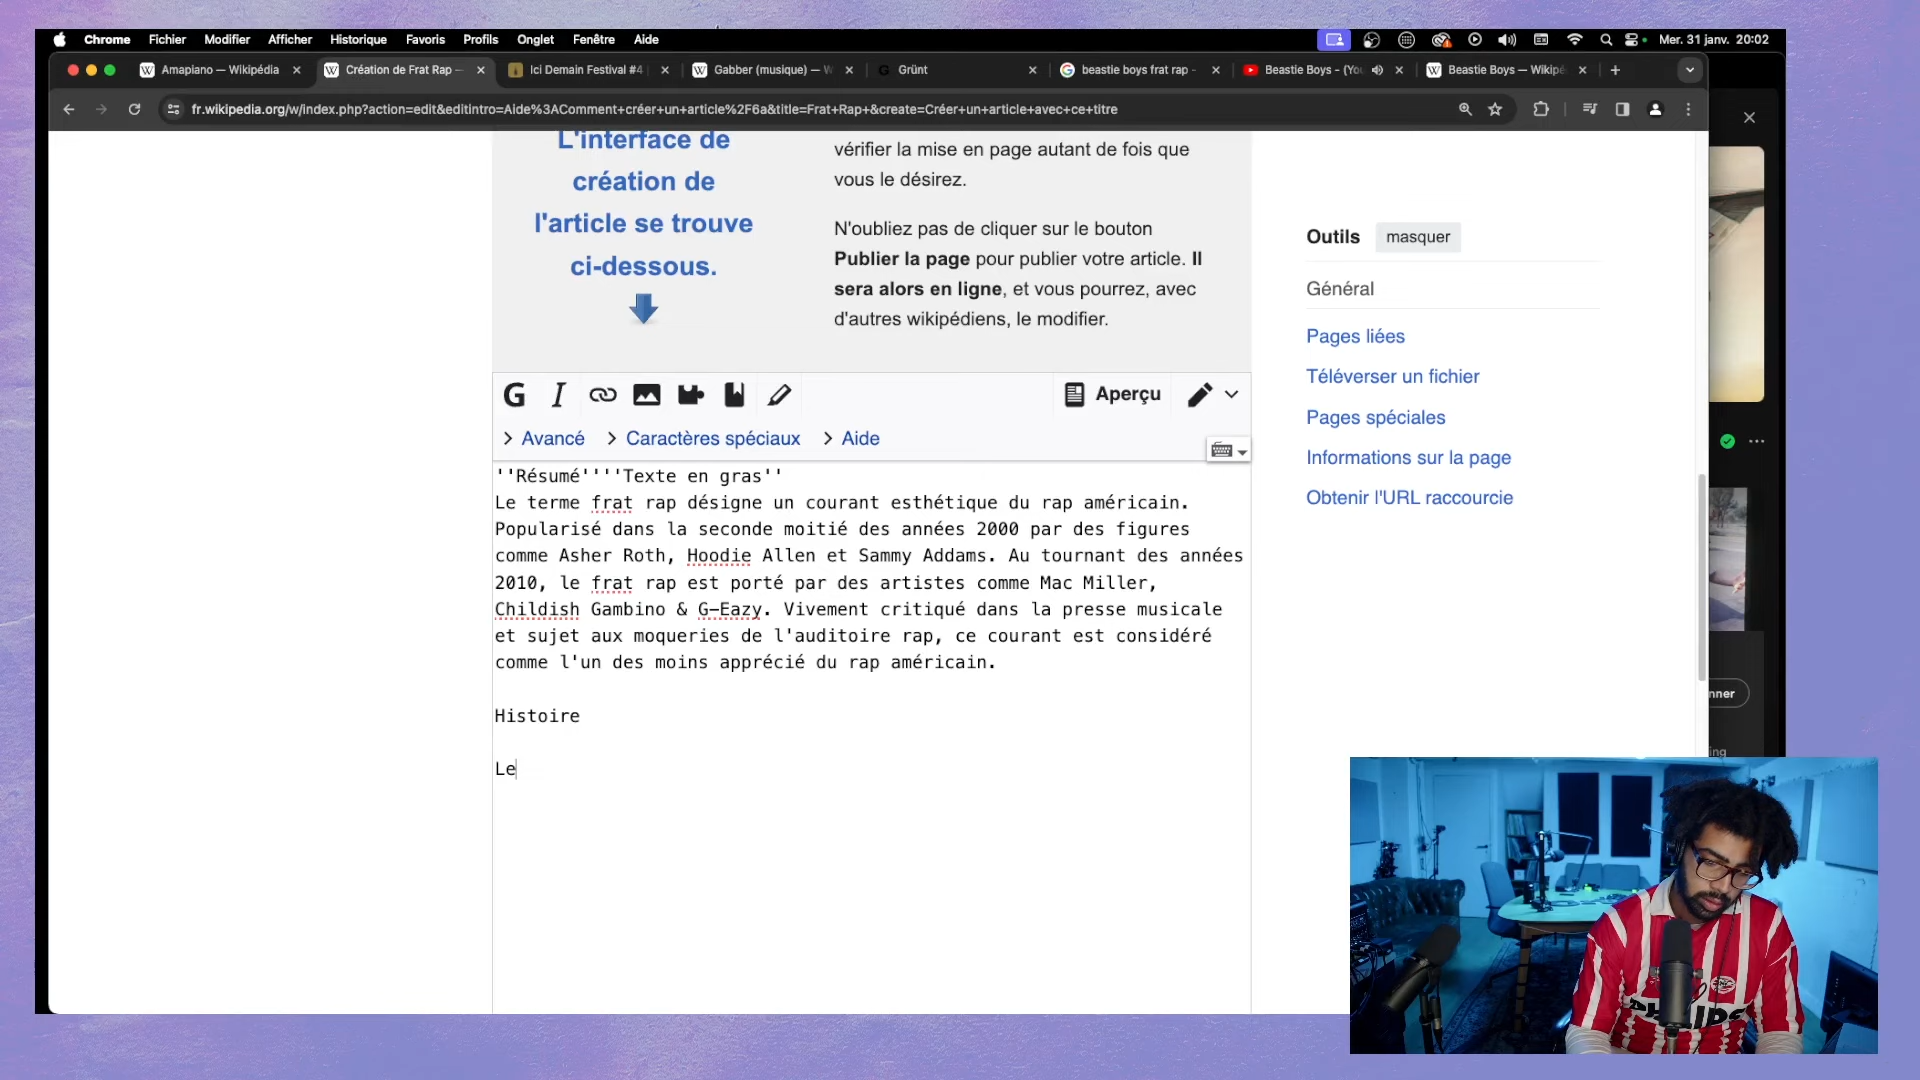 Chrome Fichier Modifier Afficher Historique Favoris Profils Onglet Fenêtre Aide Mer. 31 janv. 20:02
Amapiano — Wikipédia Création de Frat Rap — Ici Demain Festival #4 Gabber (musique) — W Grünt beastie boys frat rap - Beastie Boys - (You Beastie Boys — Wikipé
fr.wikipedia.org/w/index.php?action=edit&editintro=Aide%3AComment+créer+un+article%2F6a&title=Frat+Rap+&create=Créer+un+article+avec+ce+titre
L'interface de
création de
l'article se trouve
ci-dessous.
vérifier la mise en page autant de fois que
vous le désirez.
N'oubliez pas de cliquer sur le bouton
Publier la page pour publier votre article. Il
sera alors en ligne, et vous pourrez, avec
d'autres wikipédiens, le modifier.
Outils masquer
Général
Pages liées
Téléverser un fichier
Pages spéciales
Informations sur la page
Obtenir l'URL raccourcie
G I Aperçu
Avancé Caractères spéciaux Aide
''Résumé''''Texte en gras''
Le terme frat rap désigne un courant esthétique du rap américain.
Popularisé dans la seconde moitié des années 2000 par des figures
comme Asher Roth, Hoodie Allen et Sammy Addams. Au tournant des années
2010, le frat rap est porté par des artistes comme Mac Miller,
Childish Gambino & G-Eazy. Vivement critiqué dans la presse musicale
et sujet aux moqueries de l'auditoire rap, ce courant est considéré
comme l'un des moins apprécié du rap américain.
Histoire
Le
nner
ing
PHILIPS